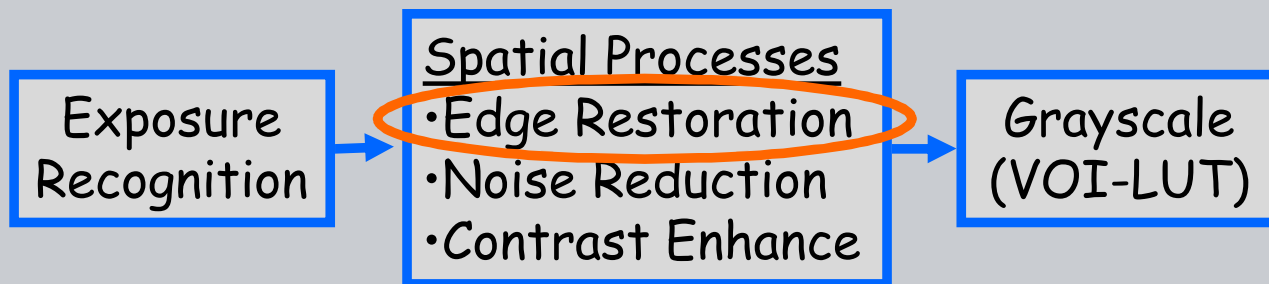 Exposure
Recognition
Spatial Processes
•Edge Restoration
•Noise Reduction
•Contrast Enhance
Grayscale
(VOI-LUT)